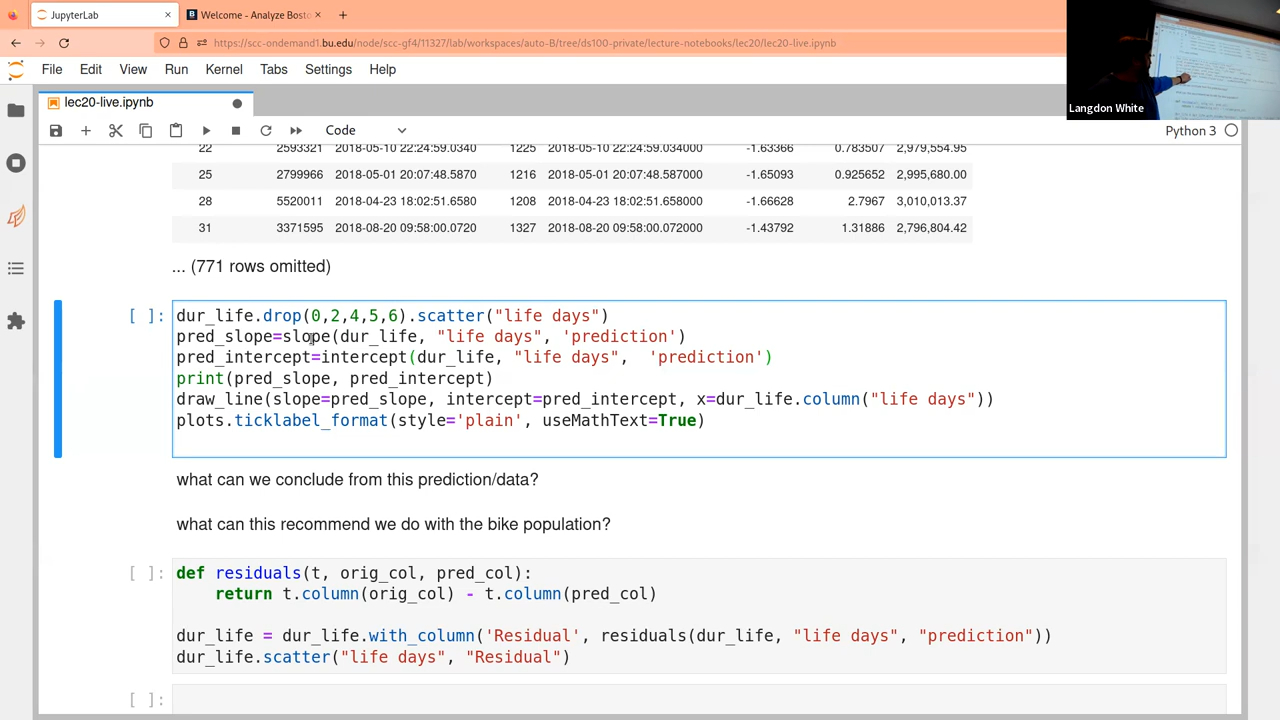 JupyterLab
Welcome - Analyze Bosto
https://scc-ondemand1.bu.edu/node/scc-gf4/11327/lab/workspaces/auto-B/tree/ds100-private/lecture-notebooks/lec20/lec20-live.ipynb
File Edit View Run Kernel Tabs Settings Help
Langdon White
lec20-live.ipynb
Code
Python 3
22 2593321 2018-05-10 22:24:59.0340 1225 2018-05-10 22:24:59.034000 -1.63366 0.783507 2,979,554.95
25 2799966 2018-05-01 20:07:48.5870 1216 2018-05-01 20:07:48.587000 -1.65093 0.925652 2,995,680.00
28 5520011 2018-04-23 18:02:51.6580 1208 2018-04-23 18:02:51.658000 -1.66628 2.7967 3,010,013.37
31 3371595 2018-08-20 09:58:00.0720 1327 2018-08-20 09:58:00.072000 -1.43792 1.31886 2,796,804.42
... (771 rows omitted)
[ ]: dur_life.drop(0,2,4,5,6).scatter("life days")
pred_slope=slope(dur_life, "life days", 'prediction')
pred_intercept=intercept(dur_life, "life days",  'prediction')
print(pred_slope, pred_intercept)
draw_line(slope=pred_slope, intercept=pred_intercept, x=dur_life.column("life days"))
plots.ticklabel_format(style='plain', useMathText=True)
what can we conclude from this prediction/data?
what can this recommend we do with the bike population?
[ ]: def residuals(t, orig_col, pred_col):
return t.column(orig_col) - t.column(pred_col)
dur_life = dur_life.with_column('Residual', residuals(dur_life, "life days", "prediction"))
dur_life.scatter("life days", "Residual")
[ ]: